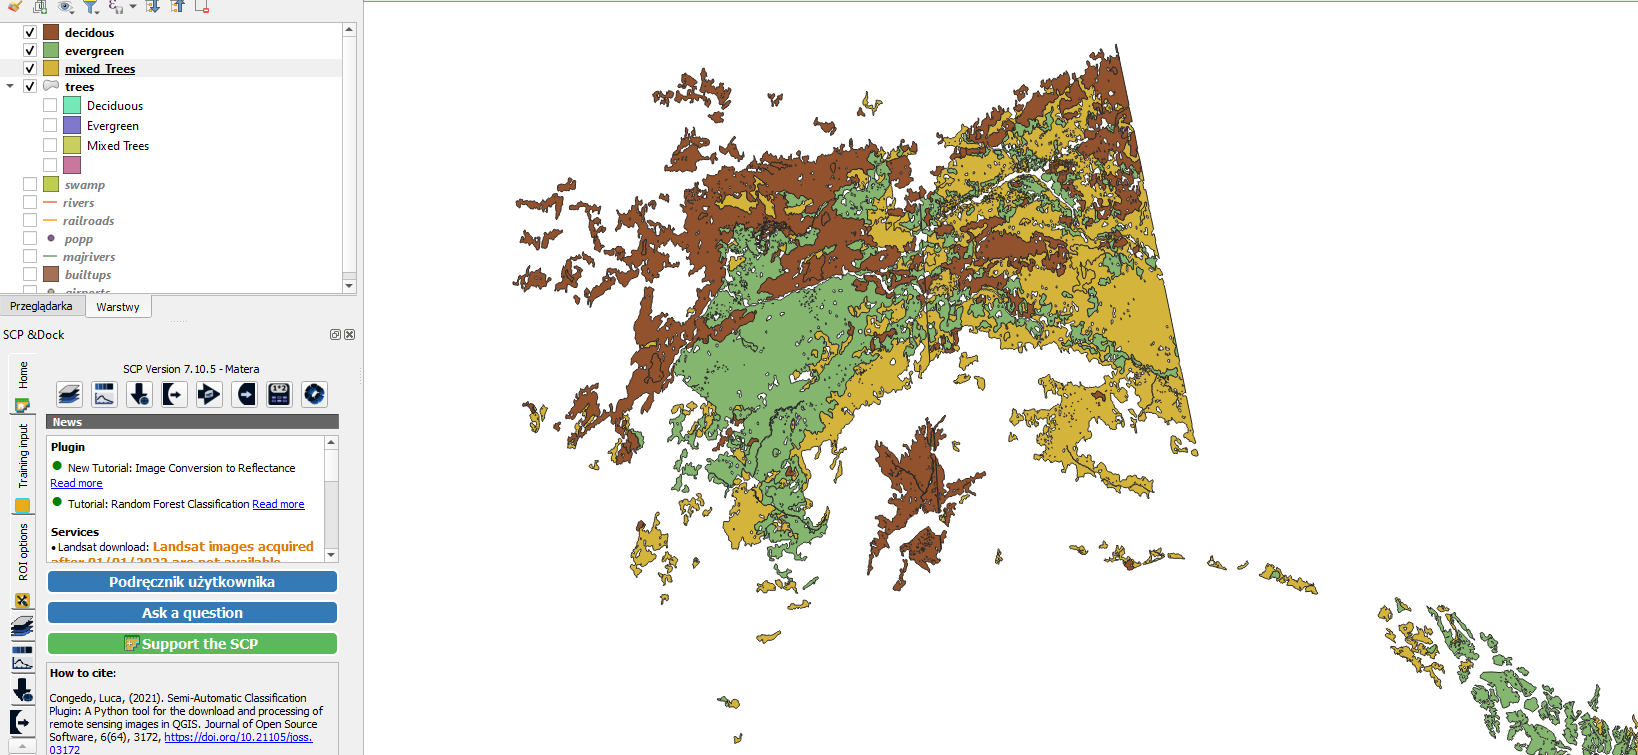 decidous
evergreen
mixed Trees
trees
Deciduous
Evergreen
Mixed Trees
swamp
rivers
railroads
popp
majrivers
builtups
airports
Przeglądarka
Warstwy
SCP &Dock
Home
Training input
ROI options
SCP Version 7.10.5 - Matera
News
Plugin
New Tutorial: Image Conversion to Reflectance
Read more
Tutorial: Random Forest Classification Read more
Services
• Landsat download: Landsat images acquired
after 01/01/2022 are not available
Podręcznik użytkownika
Ask a question
Support the SCP
How to cite:
Congedo, Luca, (2021). Semi-Automatic Classification
Plugin: A Python tool for the download and processing of
remote sensing images in QGIS. Journal of Open Source
Software, 6(64), 3172, https://doi.org/10.21105/joss.
03172